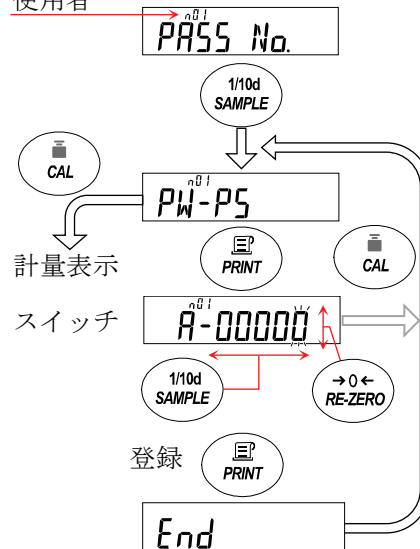 使用者
n01
PASS No.
1/10d
SAMPLE
CAL
n01
PW-PS
計量表示
PRINT
CAL
スイッチ
n01
A-00000
1/10d
SAMPLE
→0←
RE-ZERO
登録
PRINT
End